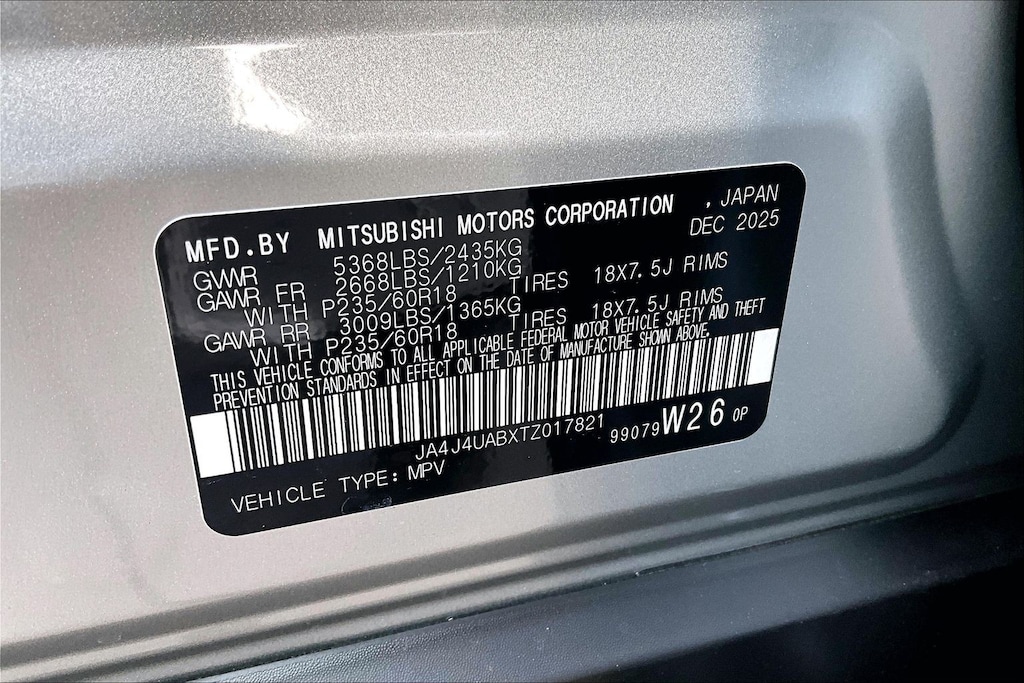 MFD.BY MITSUBISHI MOTORS CORPORATION , JAPAN
DEC 2025
GVWR 5368LBS/2435KG
GAWR FR 2668LBS/1210KG
WITH P235/60R18 TIRES 18X7.5J RIMS
GAWR RR 3009LBS/1365KG
WITH P235/60R18 TIRES 18X7.5J RIMS
THIS VEHICLE CONFORMS TO ALL APPLICABLE FEDERAL MOTOR VEHICLE SAFETY AND THEFT
PREVENTION STANDARDS IN EFFECT ON THE DATE OF MANUFACTURE SHOWN ABOVE.
JA4J4UABXTZ017821
99079 W26 0P
VEHICLE TYPE: MPV